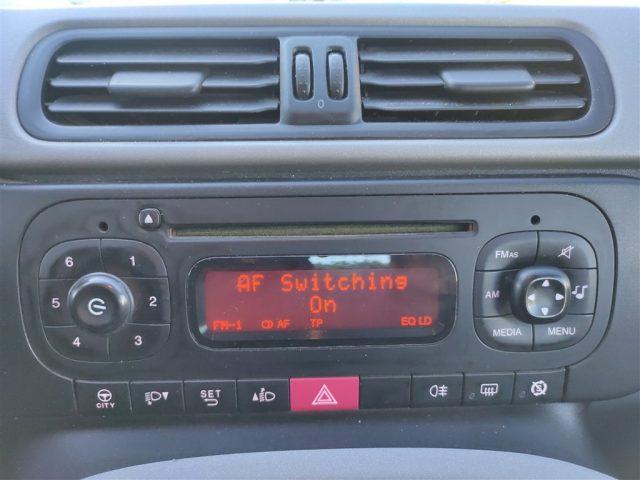 0
6 1
5 2
4 3
AF Switching
On
FM-1 CD AF TP EQ LD
FMAS
AM
MEDIA MENU
CITY SET